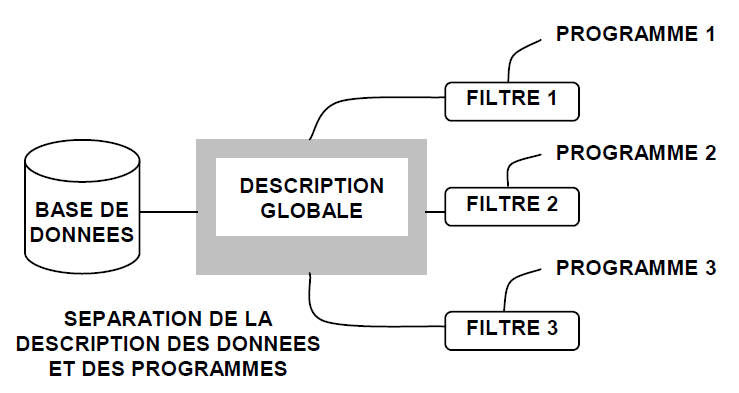 PROGRAMME 1
FILTRE 1
PROGRAMME 2
DESCRIPTION
GLOBALE
BASE DE
DONNEES
FILTRE 2
PROGRAMME 3
SEPARATION DE LA
DESCRIPTION DES DONNEES
ET DES PROGRAMMES
FILTRE 3